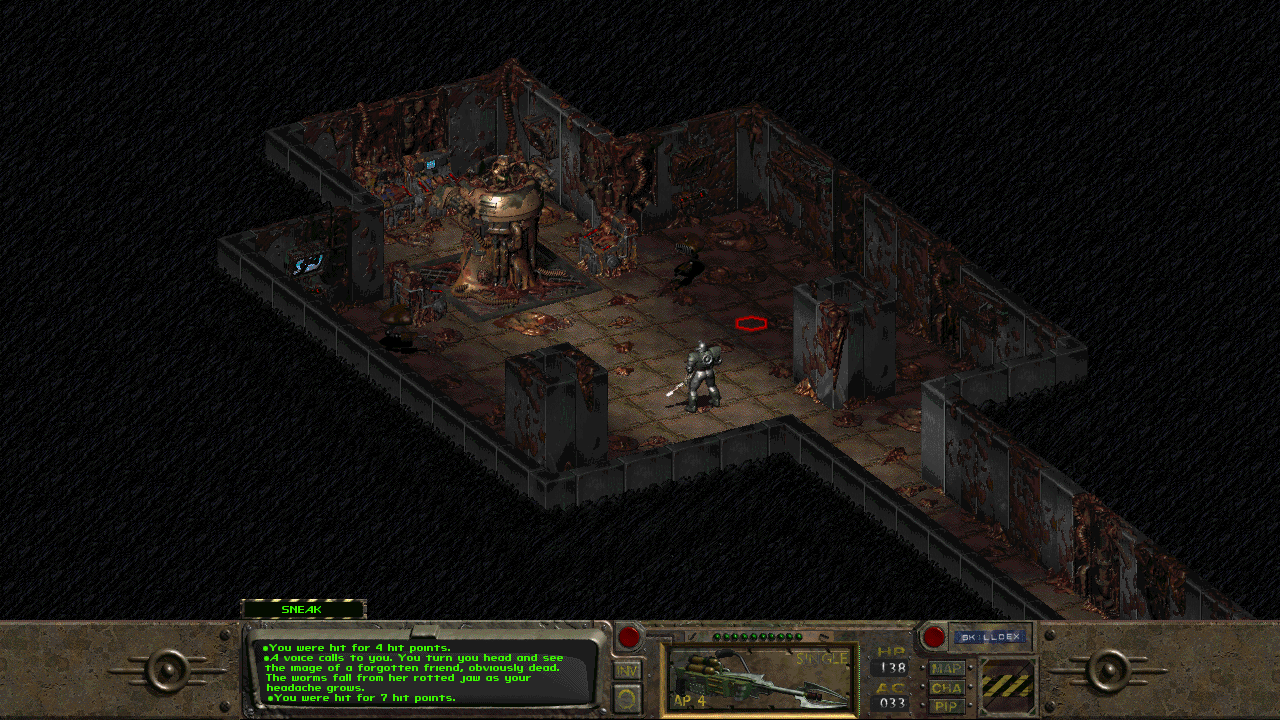 SNEAK
•You were hit for 4 hit points.
•A voice calls to you. You turn you head and see
the image of a forgotten friend, obviously dead.
The worms fall from her rotted jaw as your
headache grows.
•You were hit for 7 hit points.
INV
SINGLE
AP 4
HP
138
AC
033
SKILLDEX
MAP
CHA
PIP